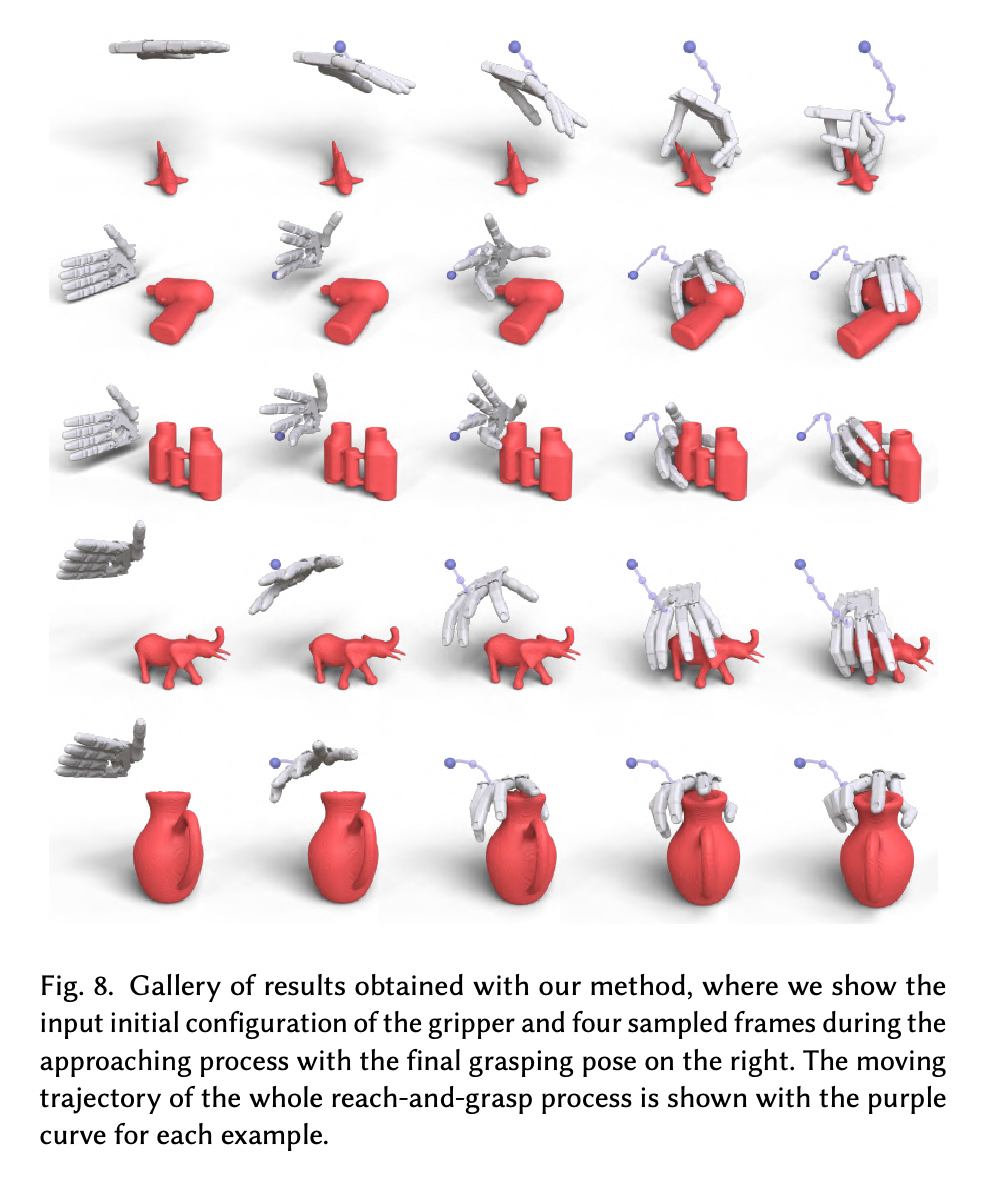 Fig. 8. Gallery of results obtained with our method, where we show the
input initial configuration of the gripper and four sampled frames during the
approaching process with the final grasping pose on the right. The moving
trajectory of the whole reach-and-grasp process is shown with the purple
curve for each example.